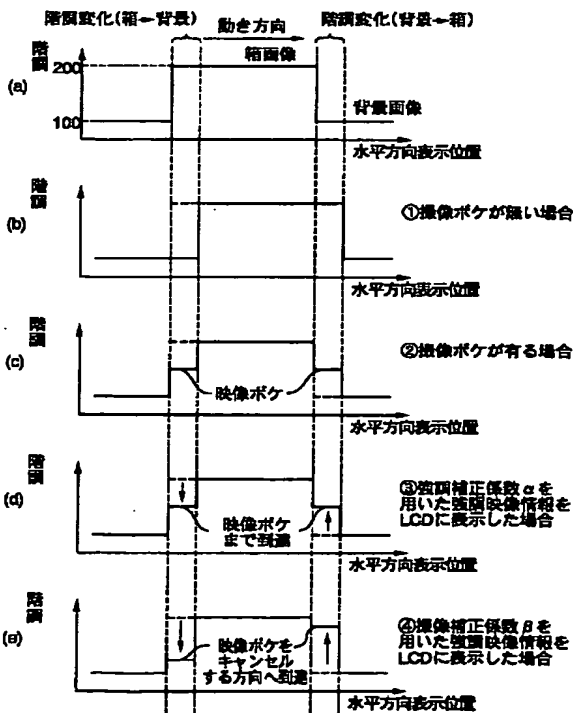 階調変化(箱→背景)
動き方向
階調変化(背景→箱)
階調
200
箱画像
(a)
背景画像
100
水平方向表示位置
階調
(b)
①撮像ボケが無い場合
水平方向表示位置
階調
(c)
②撮像ボケが有る場合
映像ボケ
水平方向表示位置
階調
(d)
③強調補正係数αを
用いた強調映像情報を
LCDに表示した場合
映像ボケ
まで到達
水平方向表示位置
階調
(e)
④撮像補正係数βを
用いた強調映像情報を
LCDに表示した場合
映像ボケを
キャンセル
する方向へ到達
水平方向表示位置